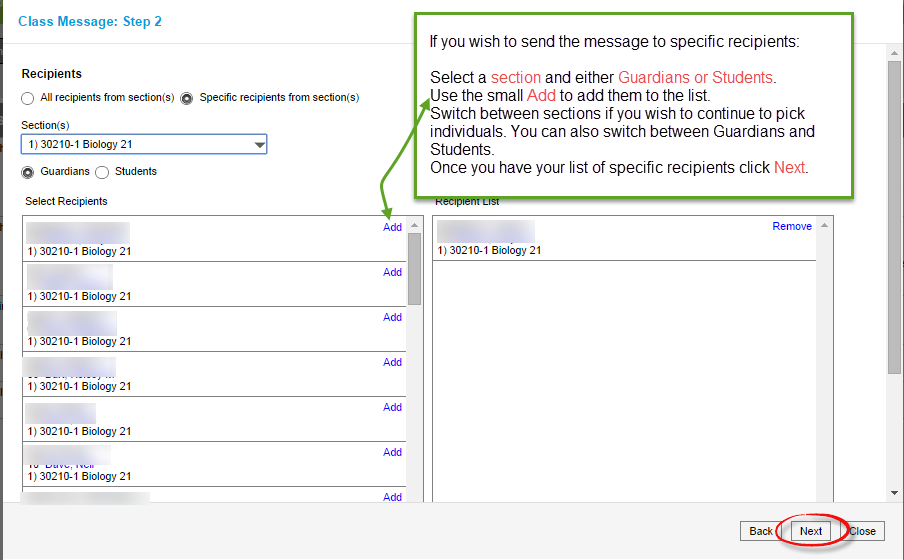 Class Message: Step 2
If you wish to send the message to specific recipients:
Select a section and either Guardians or Students.
Use the small Add to add them to the list.
Switch between sections if you wish to continue to pick
individuals. You can also switch between Guardians and
Students.
Once you have your list of specific recipients click Next.
Recipients
All recipients from section(s) Specific recipients from section(s)
Section(s)
1) 30210-1 Biology 21
Guardians Students
Select Recipients
Add
1) 30210-1 Biology 21
Add
1) 30210-1 Biology 21
Add
1) 30210-1 Biology 21
Add
1) 30210-1 Biology 21
Add
1) 30210-1 Biology 21
Add
1) 30210-1 Biology 21
Add
Recipient List
Remove
1) 30210-1 Biology 21
Back Next Close